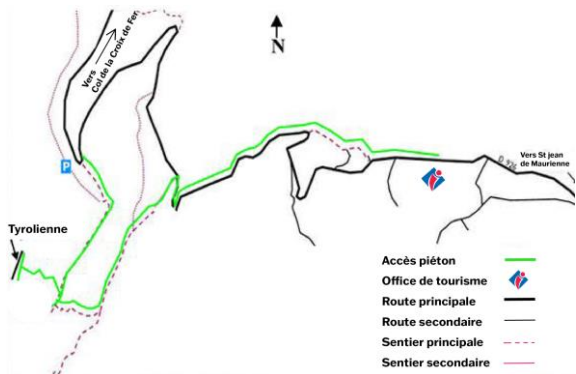 Vers
Col de la Croix de Fer
N
P
Vers St jean
de Maurienne
D 926
Tyrolienne
Accès piéton
Office de tourisme
Route principale
Route secondaire
Sentier principale
Sentier secondaire